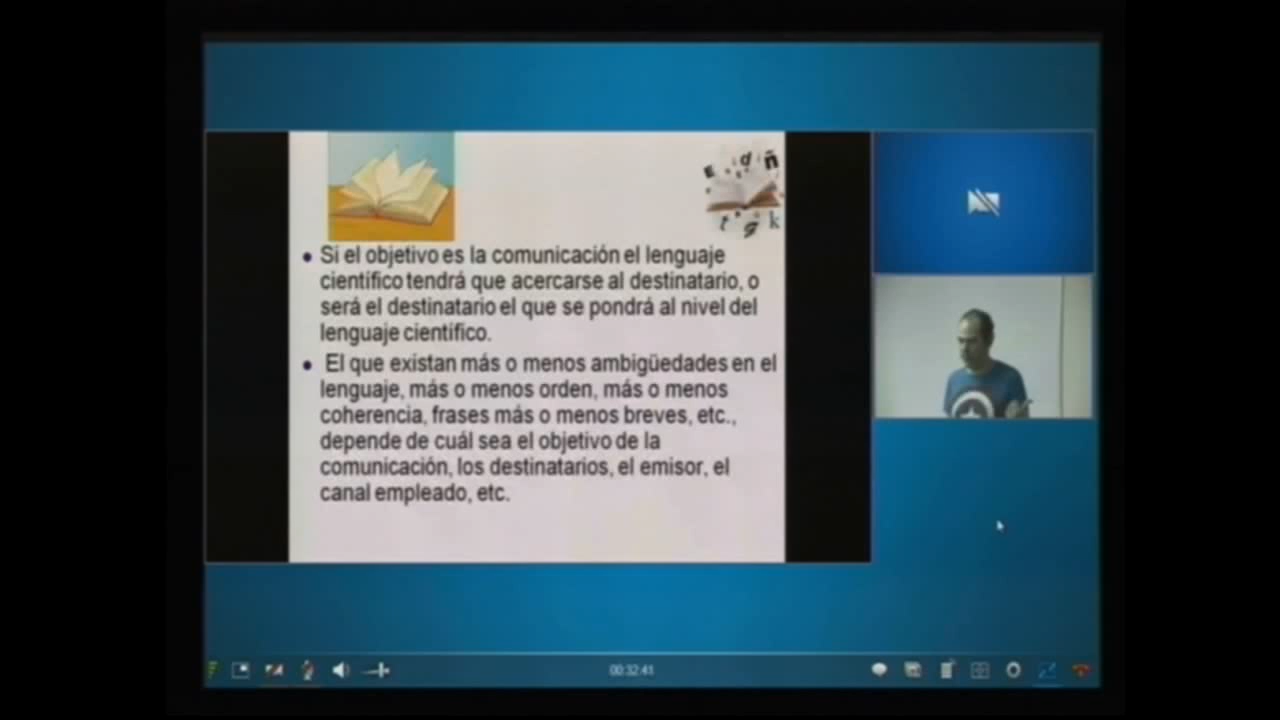 Si el objetivo es la comunicación el lenguaje
científico tendrá que acercarse al destinatario, o
será el destinatario el que se pondrá al nivel del
lenguaje científico.
El que existan más o menos ambigüedades en el
lenguaje, más o menos orden, más o menos
coherencia, frases más o menos breves, etc.,
depende de cuál sea el objetivo de la
comunicación, los destinatarios, el emisor, el
canal empleado, etc.
E d ñ
t g k
00:32:41